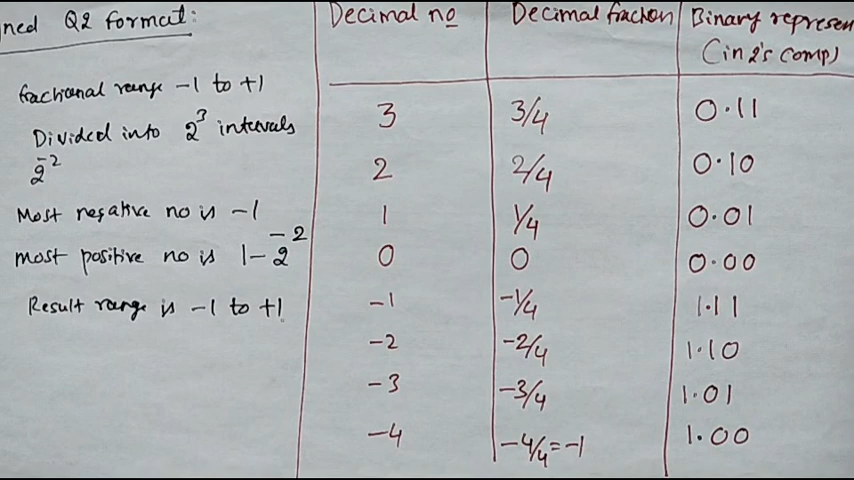 ned Q2 format:
fractional range -1 to +1
Divided into 2³ intervals
2⁻²
Most negative no is -1
most positive no is 1-2⁻²
Result range is -1 to +1
Decimal no | Decimal fraction | Binary represen
(in 2's comp)
3 | 3/4 | 0.11
2 | 2/4 | 0.10
1 | 1/4 | 0.01
0 | 0 | 0.00
-1 | -1/4 | 1.11
-2 | -2/4 | 1.10
-3 | -3/4 | 1.01
-4 | -4/4=-1 | 1.00